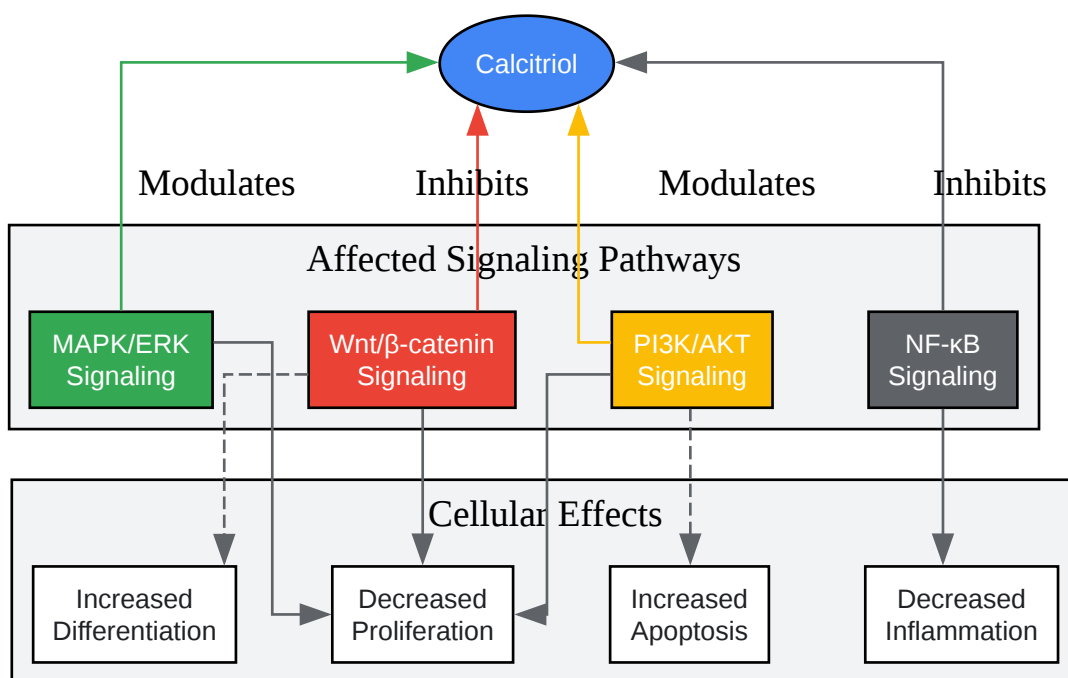 Calcitriol
Modulates
Inhibits
Modulates
Inhibits
Affected Signaling Pathways
MAPK/ERK
Signaling
Wnt/β-catenin
Signaling
PI3K/AKT
Signaling
NF-κB
Signaling
Cellular Effects
Increased
Differentiation
Decreased
Proliferation
Increased
Apoptosis
Decreased
Inflammation